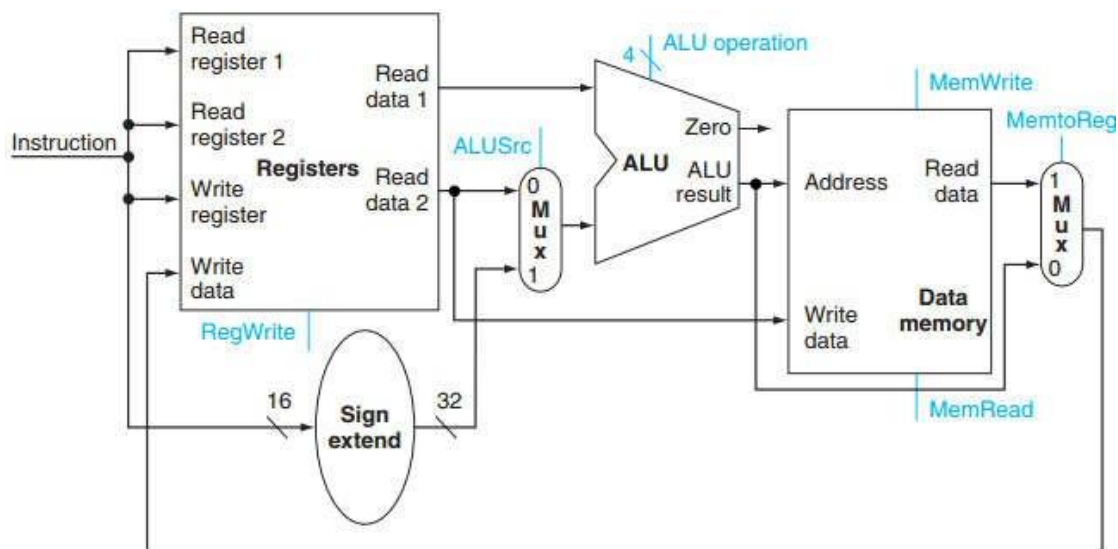 Instruction
Read
register 1
Read
register 2
Write
register
Write
data
Registers
Read
data 1
Read
data 2
RegWrite
16
Sign
extend
32
ALUSrc
0
M
u
x
1
4
ALU operation
Zero
ALU
ALU
result
MemWrite
Address
Read
data
Write
data
Data
memory
MemRead
MemtoReg
1
M
u
x
0